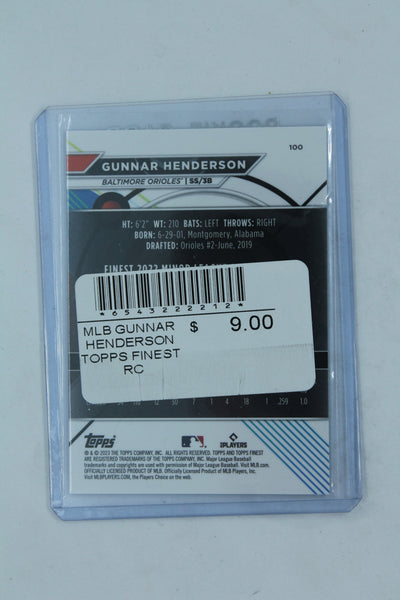 100
GUNNAR HENDERSON
BALTIMORE ORIOLES | SS/3B
HT: 6'2" WT: 210 BATS: LEFT THROWS: RIGHT
BORN: 6-29-01, Montgomery, Alabama
DRAFTED: Orioles #2-June, 2019
FINEST 2022 MINOR
*6543222212*
MLB GUNNAR HENDERSON TOPPS FINEST RC
$ 9.00
4 18 1 .259 1.0
Topps
MLB
PLAYERS
® & © 2023 THE TOPPS COMPANY, INC. ALL RIGHTS RESERVED. TOPPS AND TOPPS FINEST
ARE REGISTERED TRADEMARKS OF THE TOPPS COMPANY, INC. Major League Baseball
trademarks and copyrights are used with permission of Major League Baseball. Visit MLB.com.
OFFICIALLY LICENSED PRODUCT OF MLB Players, Inc.
Visit MLBPLAYERS.com, the Players Choice on the web.